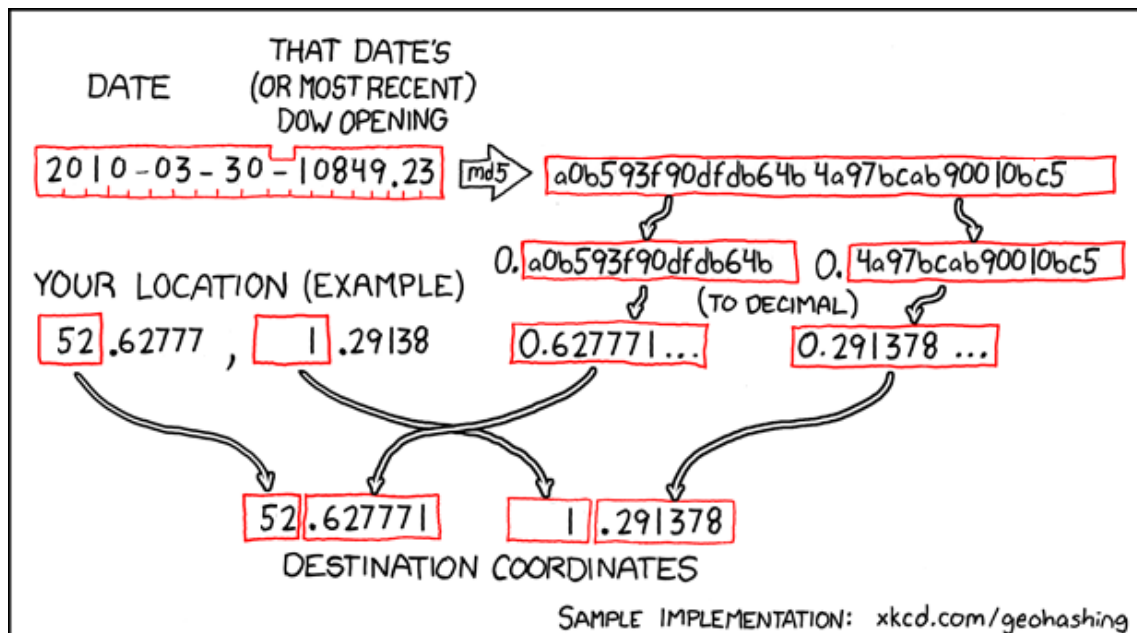 DATE
THAT DATE'S
(OR MOST RECENT)
DOW OPENING
2010-03-30-10849.23
md5
a0b593f90dfdb64b4a97bcab90010bc5
0.a0b593f90dfdb64b
0.4a97bcab90010bc5
(TO DECIMAL)
YOUR LOCATION (EXAMPLE)
52.62777, 1.29138
0.627771...
0.291378...
52.627771
1.291378
DESTINATION COORDINATES
SAMPLE IMPLEMENTATION: xkcd.com/geohashing